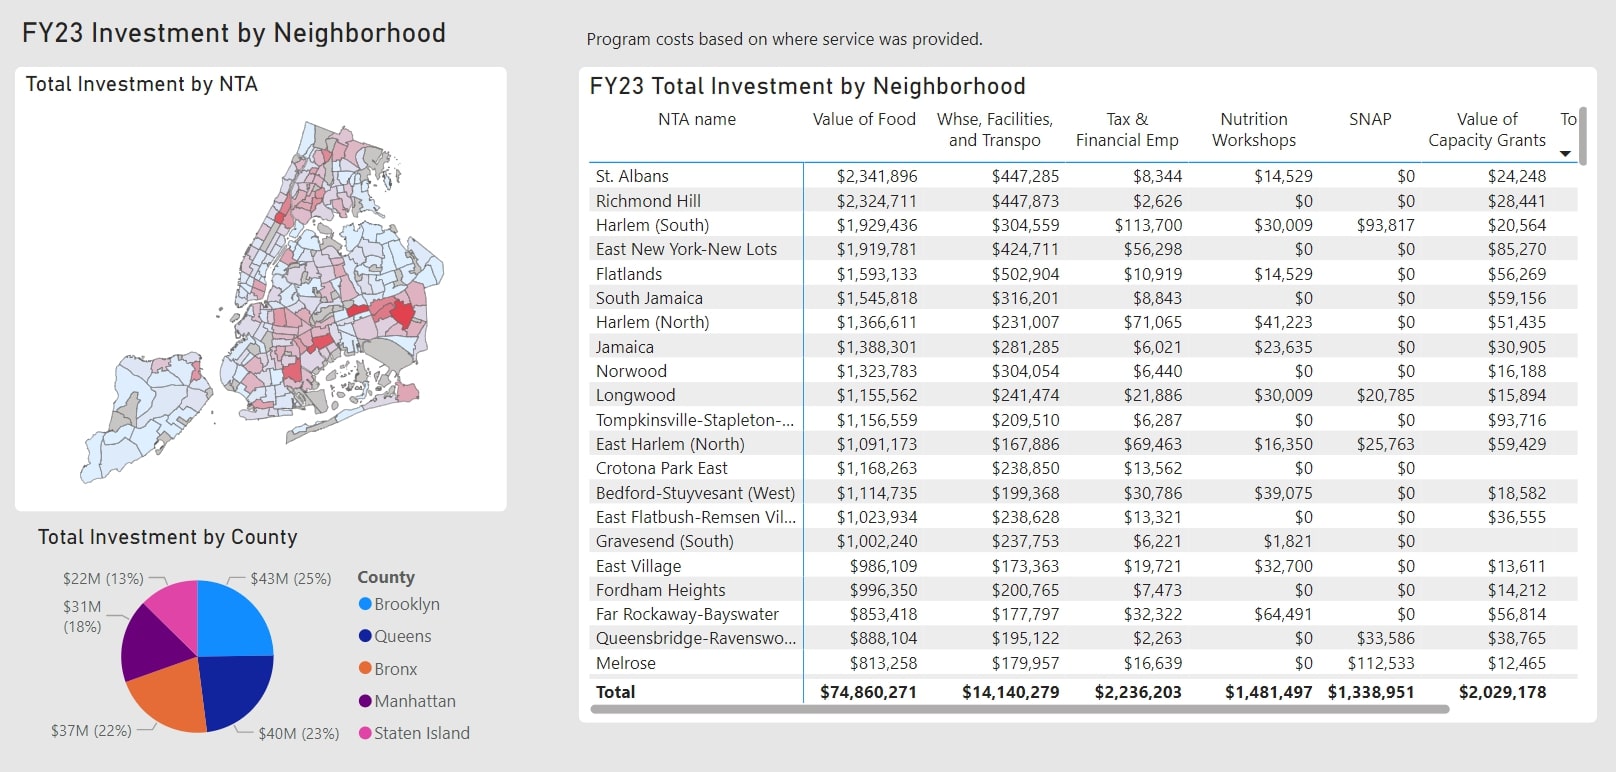 FY23 Investment by Neighborhood
Program costs based on where service was provided.
Total Investment by NTA
FY23 Total Investment by Neighborhood
NTA name Value of Food Whse, Facilities, and Transpo Tax & Financial Emp Nutrition Workshops SNAP Value of Capacity Grants To
St. Albans $2,341,896 $447,285 $8,344 $14,529 $0 $24,248
Richmond Hill $2,324,711 $447,873 $2,626 $0 $0 $28,441
Harlem (South) $1,929,436 $304,559 $113,700 $30,009 $93,817 $20,564
East New York-New Lots $1,919,781 $424,711 $56,298 $0 $0 $85,270
Flatlands $1,593,133 $502,904 $10,919 $14,529 $0 $56,269
South Jamaica $1,545,818 $316,201 $8,843 $0 $0 $59,156
Harlem (North) $1,366,611 $231,007 $71,065 $41,223 $0 $51,435
Jamaica $1,388,301 $281,285 $6,021 $23,635 $0 $30,905
Norwood $1,323,783 $304,054 $6,440 $0 $0 $16,188
Longwood $1,155,562 $241,474 $21,886 $30,009 $20,785 $15,894
Tompkinsville-Stapleton-... $1,156,559 $209,510 $6,287 $0 $0 $93,716
East Harlem (North) $1,091,173 $167,886 $69,463 $16,350 $25,763 $59,429
Crotona Park East $1,168,263 $238,850 $13,562 $0 $0
Bedford-Stuyvesant (West) $1,114,735 $199,368 $30,786 $39,075 $0 $18,582
East Flatbush-Remsen Vil... $1,023,934 $238,628 $13,321 $0 $0 $36,555
Gravesend (South) $1,002,240 $237,753 $6,221 $1,821 $0
East Village $986,109 $173,363 $19,721 $32,700 $0 $13,611
Fordham Heights $996,350 $200,765 $7,473 $0 $0 $14,212
Far Rockaway-Bayswater $853,418 $177,797 $32,322 $64,491 $0 $56,814
Queensbridge-Ravenswo... $888,104 $195,122 $2,263 $0 $33,586 $38,765
Melrose $813,258 $179,957 $16,639 $0 $112,533 $12,465
Total $74,860,271 $14,140,279 $2,236,203 $1,481,497 $1,338,951 $2,029,178
Total Investment by County
$22M (13%)
$43M (25%)
$31M
(18%)
$37M (22%)
$40M (23%)
County
Brooklyn
Queens
Bronx
Manhattan
Staten Island